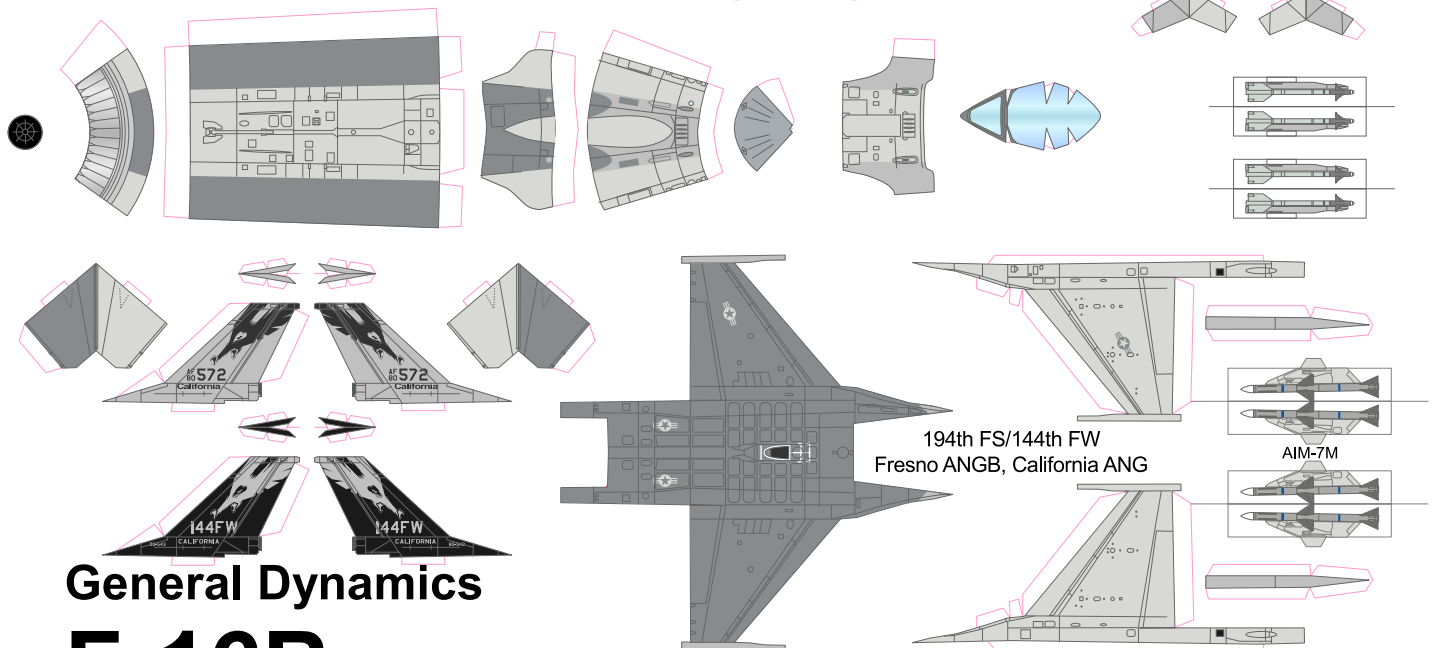 AF
80 572
California
AF
80 572
California
194th FS/144th FW
Fresno ANGB, California ANG
AIM-7M
144FW
CALIFORNIA
144FW
CALIFORNIA
General Dynamics